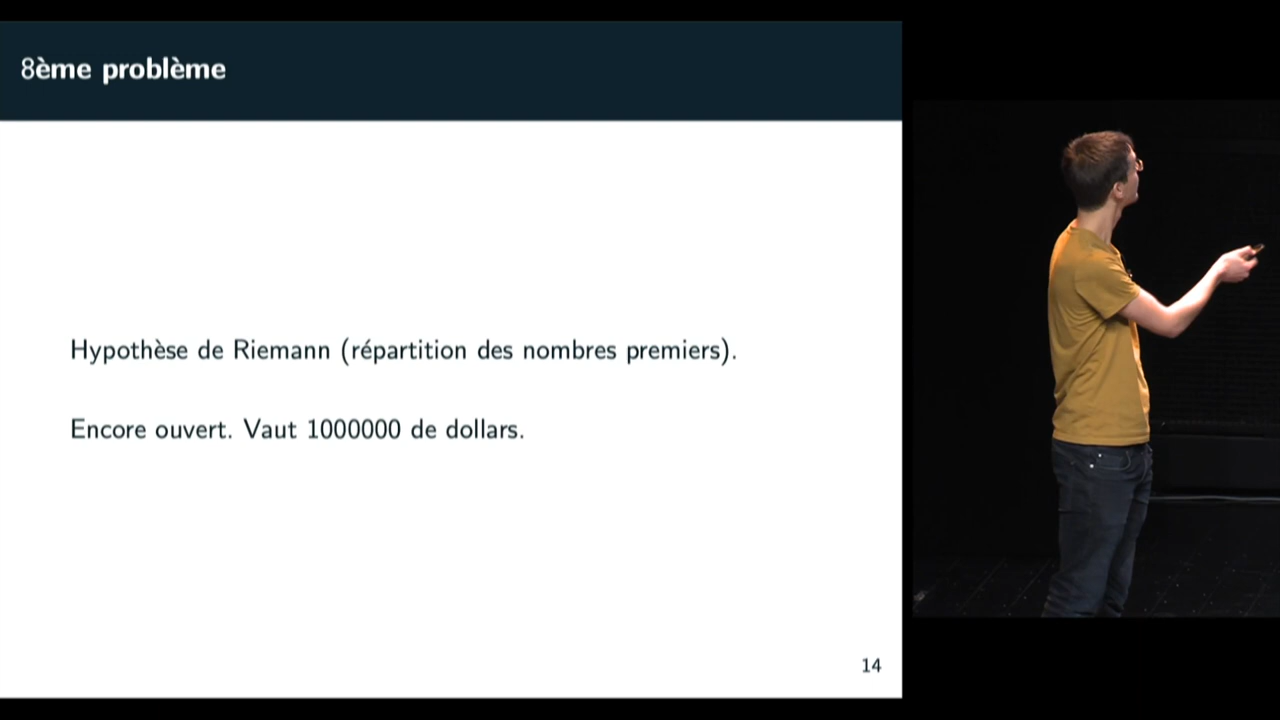 8ème problème
Hypothèse de Riemann (répartition des nombres premiers).
Encore ouvert. Vaut 1000000 de dollars.
14